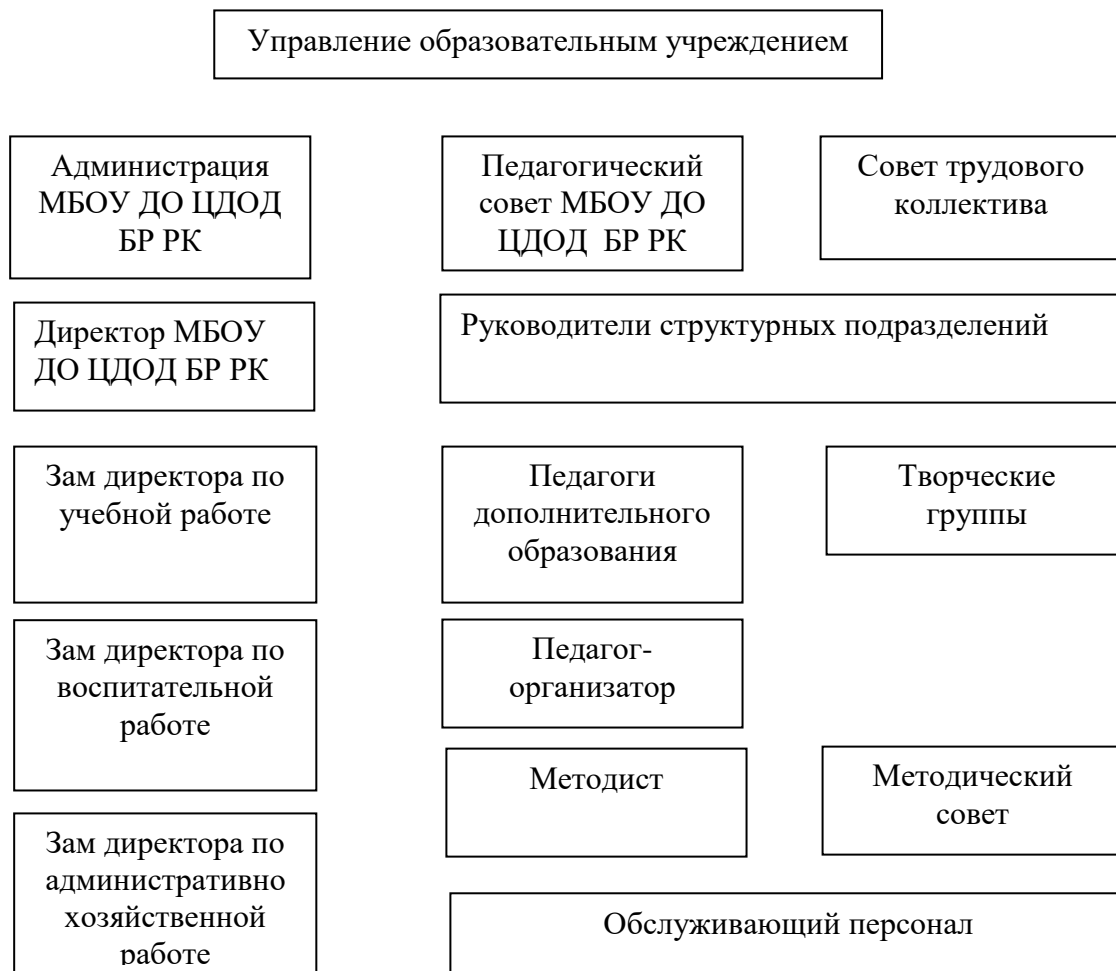 Управление образовательным учреждением
Администрация
МБОУ ДО ЦДОД
БР РК
Педагогический
совет МБОУ ДО
ЦДОД БР РК
Совет трудового
коллектива
Директор МБОУ
ДО ЦДОД БР РК
Руководители структурных подразделений
Зам директора по
учебной работе
Педагоги
дополнительного
образования
Творческие
группы
Зам директора по
воспитательной
работе
Педагог-
организатор
Методист
Методический
совет
Зам директора по
административно
хозяйственной
работе
Обслуживающий персонал